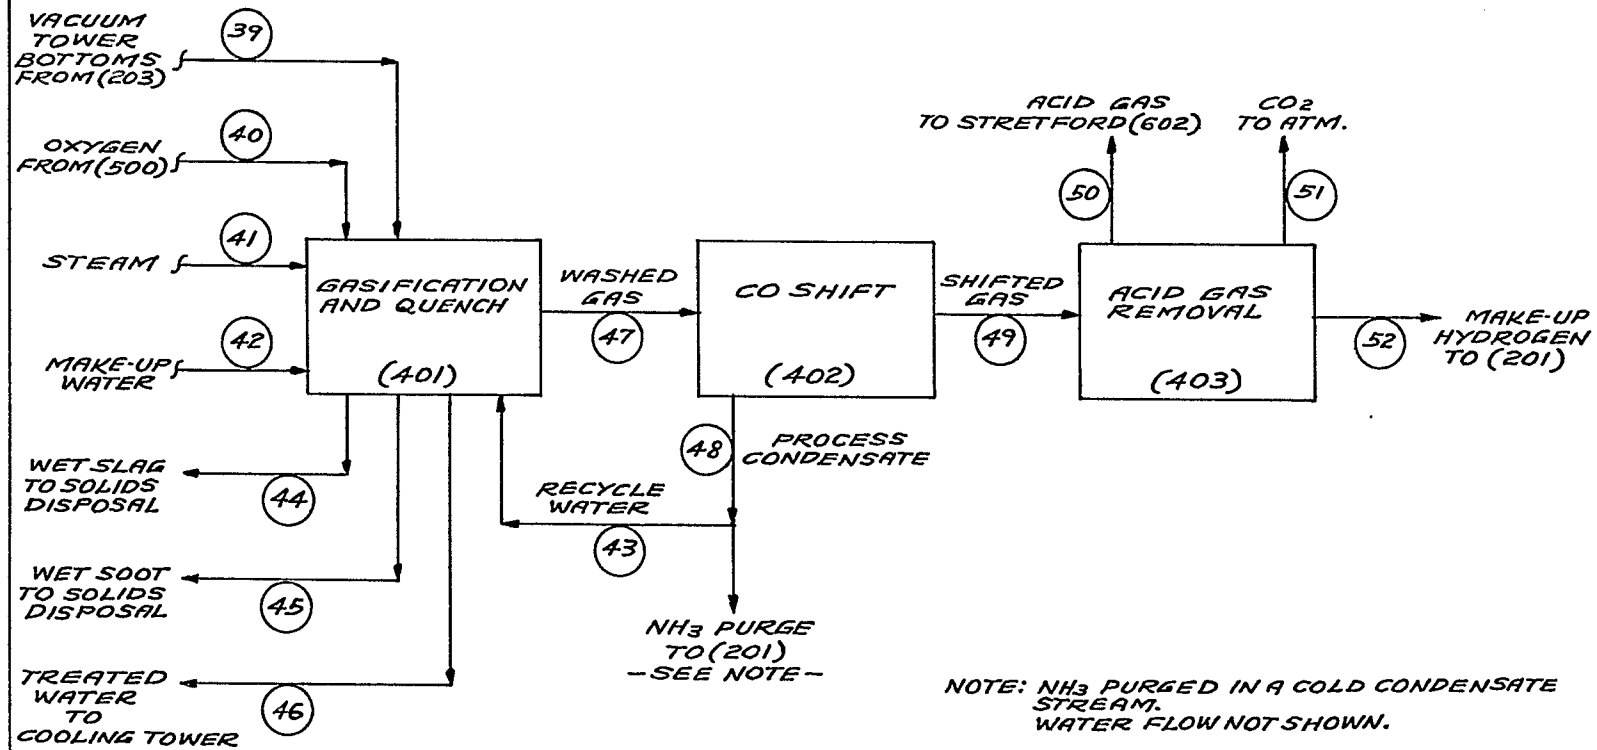 VACUUM
TOWER
BOTTOMS
FROM (203)
39
OXYGEN
FROM (500)
40
STEAM
41
MAKE-UP
WATER
42
GASIFICATION
AND QUENCH
(401)
WASHED
GAS
47
CO SHIFT
(402)
SHIFTED
GAS
49
ACID GAS
REMOVAL
(403)
ACID GAS
TO STRETFORD (602)
50
CO2
TO ATM.
51
52
MAKE-UP
HYDROGEN
TO (201)
WET SLAG
TO SOLIDS
DISPOSAL
44
WET SOOT
TO SOLIDS
DISPOSAL
45
TREATED
WATER
TO
COOLING TOWER
46
48
PROCESS
CONDENSATE
RECYCLE
WATER
43
NH3 PURGE
TO (201)
-SEE NOTE-
NOTE: NH3 PURGED IN A COLD CONDENSATE
STREAM.
WATER FLOW NOT SHOWN.